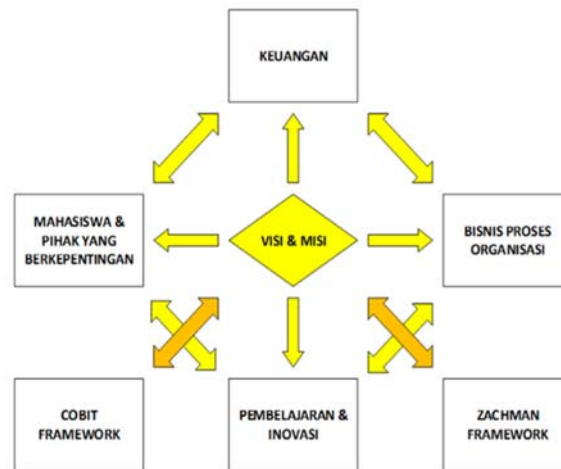 KEUANGAN
MAHASISWA &
PIHAK YANG
BERKEPENTINGAN
VISI & MISI
BISNIS PROSES
ORGANISASI
COBIT
FRAMEWORK
PEMBELAJARAN &
INOVASI
ZACHMAN
FRAMEWORK